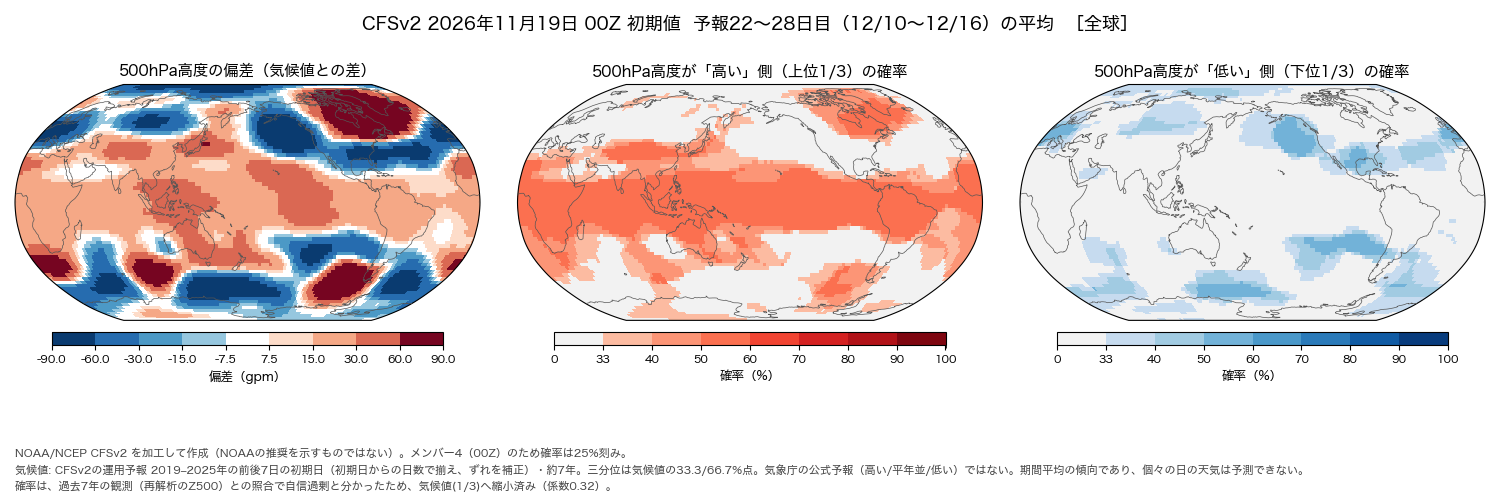 CFSv2 2026年11月19日 00Z 初期値 予報22〜28日目（12/10〜12/16）の平均 ［全球］
500hPa高度の偏差（気候値との差）
500hPa高度が「高い」側（上位1/3）の確率
500hPa高度が「低い」側（下位1/3）の確率
-90.0 -60.0 -30.0 -15.0 -7.5 7.5 15.0 30.0 60.0 90.0
0 33 40 50 60 70 80 90 100
0 33 40 50 60 70 80 90 100
偏差（gpm）
確率（%）
確率（%）
NOAA/NCEP CFSv2 を加工して作成（NOAAの推奨を示すものではない）。メンバー4（00Z）のため確率は25%刻み。
気候値: CFSv2の運用予報 2019–2025年の前後7日の初期日（初期日からの日数で揃え、ずれを補正）・約7年。三分位は気候値の33.3/66.7%点。気象庁の公式予報（高い/平年並/低い）ではない。期間平均の傾向であり、個々の日の天気は予測できない。
確率は、過去7年の観測（再解析のZ500）との照合で自信過剰と分かったため、気候値(1/3)へ縮小済み（係数0.32）。